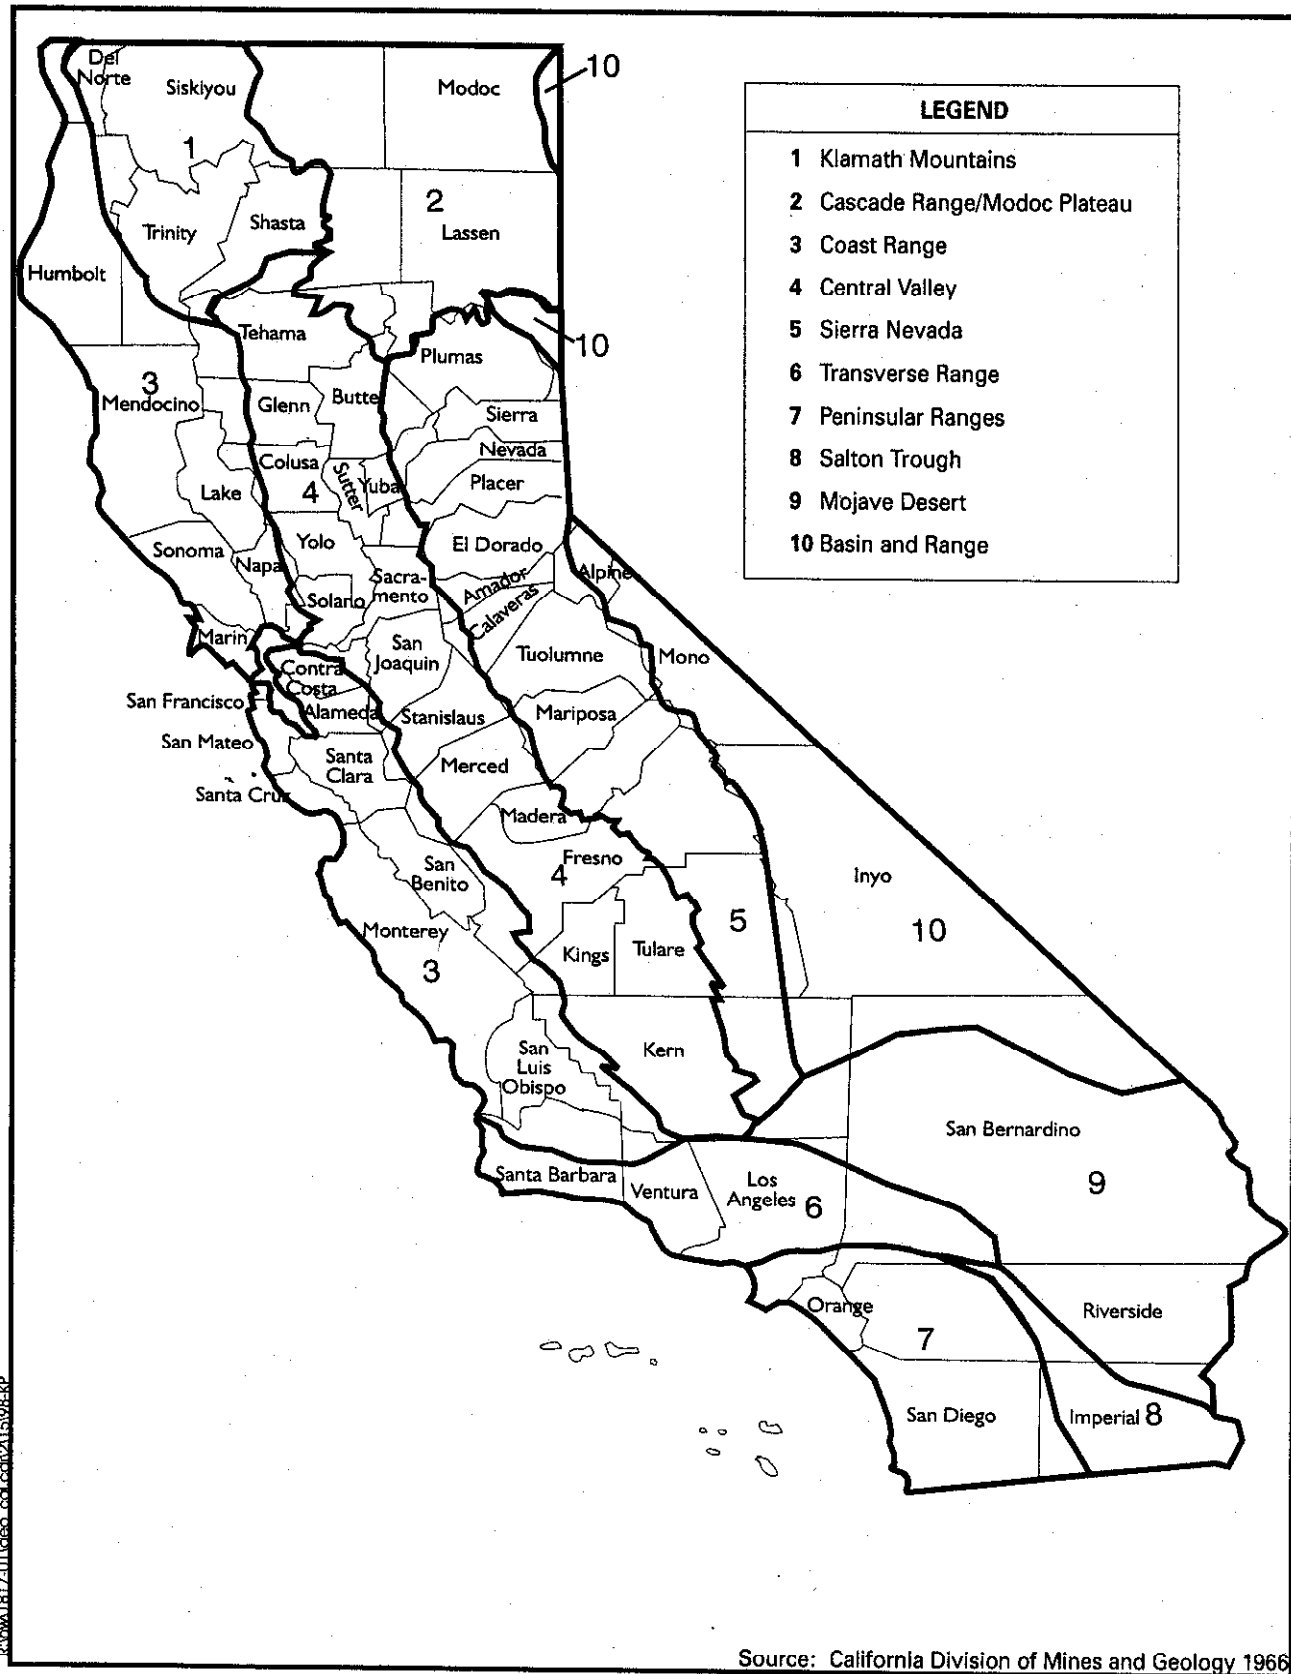 Del
Norte
Siskiyou
Modoc
10
1
2
Trinity
Shasta
Lassen
Humbolt
Tehama
10
Plumas
3
Mendocino
Glenn
Butte
Sierra
Colusa
Nevada
Sutter
Yuba
Placer
Lake
4
Yolo
El Dorado
Sonoma
Napa
Sacra-
mento
Amador
Alpine
Solano
Calaveras
Marin
San
Joaquin
Tuolumne
Mono
Contra
Costa
San Francisco
Alameda
Stanislaus
Mariposa
San Mateo
Santa
Clara
Merced
Santa Cruz
Madera
Fresno
4
San
Benito
Inyo
5
10
Monterey
3
Kings
Tulare
San
Luis
Obispo
Kern
San Bernardino
9
Santa Barbara
Ventura
Los
Angeles
6
Orange
7
Riverside
San Diego
Imperial
8
LEGEND
1 Klamath Mountains
2 Cascade Range/Modoc Plateau
3 Coast Range
4 Central Valley
5 Sierra Nevada
6 Transverse Range
7 Peninsular Ranges
8 Salton Trough
9 Mojave Desert
10 Basin and Range
Source: California Division of Mines and Geology 1966